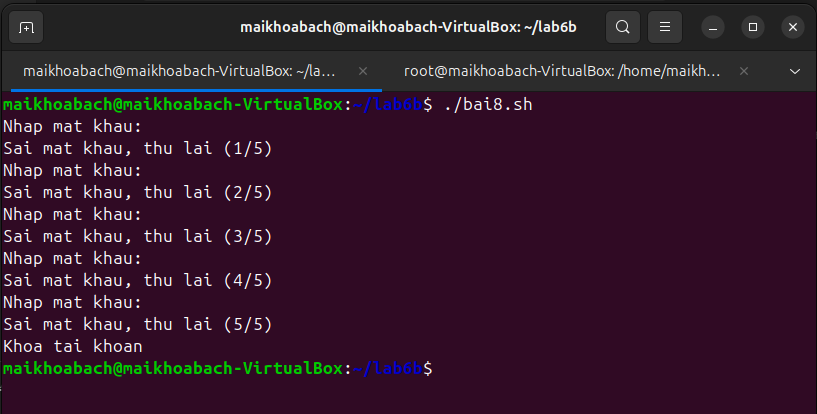 maikhoabach@maikhoabach-VirtualBox: ~/lab6b
maikhoabach@maikhoabach-VirtualBox: ~/la...
root@maikhoabach-VirtualBox: /home/maikh...
maikhoabach@maikhoabach-VirtualBox:~/lab6b$ ./bai8.sh
Nhap mat khau:
Sai mat khau, thu lai (1/5)
Nhap mat khau:
Sai mat khau, thu lai (2/5)
Nhap mat khau:
Sai mat khau, thu lai (3/5)
Nhap mat khau:
Sai mat khau, thu lai (4/5)
Nhap mat khau:
Sai mat khau, thu lai (5/5)
Khoa tai khoan
maikhoabach@maikhoabach-VirtualBox:~/lab6b$